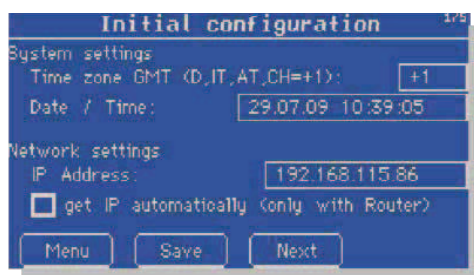 Initial configuration 1/5
System settings
Time zone GMT (D,IT,AT,CH=+1): +1
Date / Time: 29.07.09 10:39:05
Network settings
IP Address: 192.168.115.86
get IP automatically (only with Router)
Menu Save Next